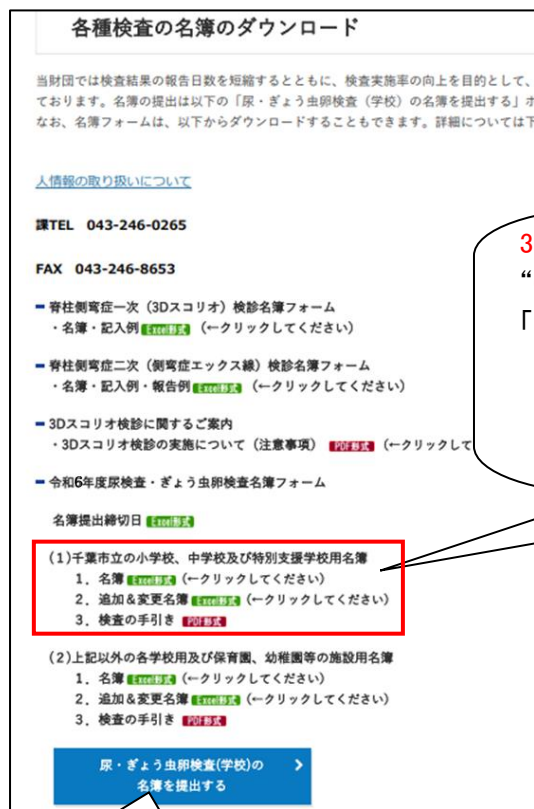 各種検査の名簿のダウンロード
当財団では検査結果の報告日数を短縮するとともに、検査実施率の向上を目的として、
ております。名簿の提出は以下の「尿・ぎょう虫卵検査（学校）の名簿を提出する」ボ
なお、名簿フォームは、以下からダウンロードすることもできます。詳細については下
人情報の取り扱いについて
課TEL 043-246-0265
FAX 043-246-8653
脊柱側弯症一次（3Dスコリオ）検診名簿フォーム
・名簿・記入例 Excel形式 （←クリックしてください）
脊柱側弯症二次（側弯症エックス線）検診名簿フォーム
・名簿・記入例・報告例 Excel形式 （←クリックしてください）
3Dスコリオ検診に関するご案内
・3Dスコリオ検診の実施について（注意事項） PDF形式 （←クリックして
令和6年度尿検査・ぎょう虫卵検査名簿フォーム
名簿提出締切日 Excel形式
(1)千葉市立の小学校、中学校及び特別支援学校用名簿
1. 名簿 Excel形式 （←クリックしてください）
2. 追加＆変更名簿 Excel形式 （←クリックしてください）
3. 検査の手引き PDF形式
(2)上記以外の各学校用及び保育園、幼稚園等の施設用名簿
1. 名簿 Excel形式 （←クリックしてください）
2. 追加＆変更名簿 Excel形式 （←クリックしてください）
3. 検査の手引き PDF形式
尿・ぎょう虫卵検査(学校)の
名簿を提出する
3
“
「